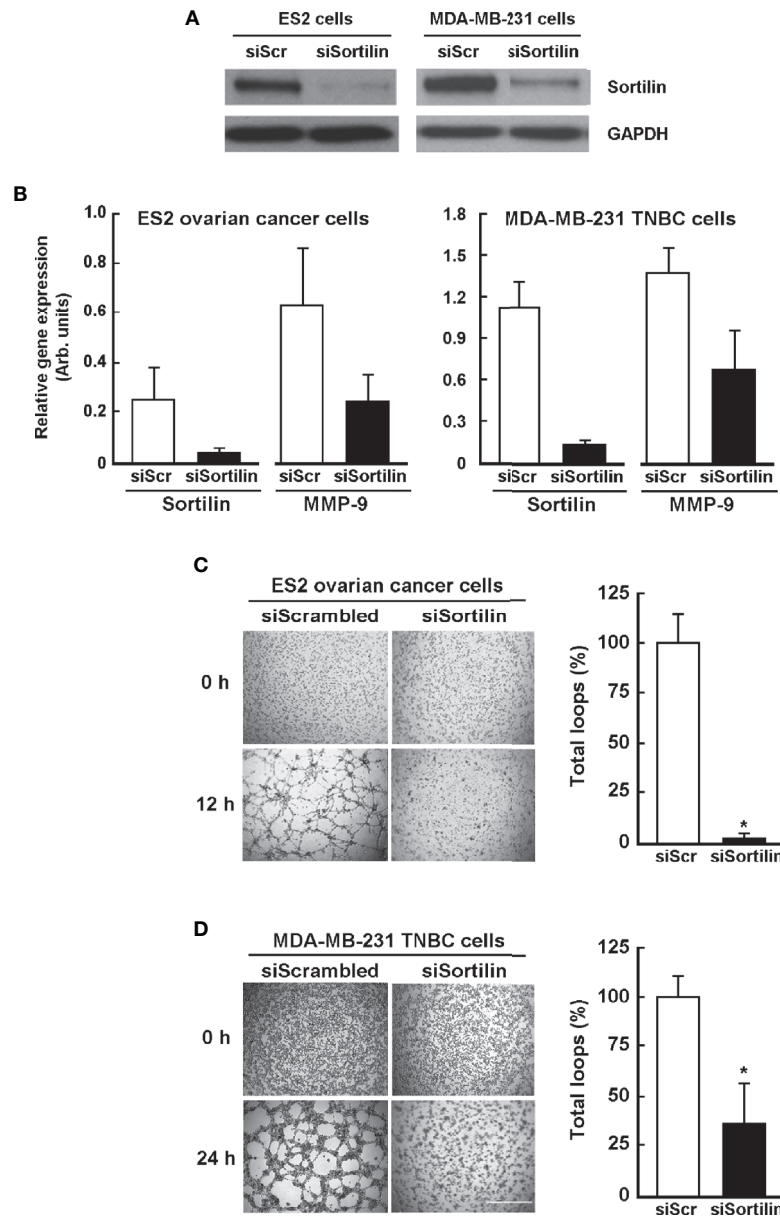 A
ES2 cells
MDA-MB-231 cells
siScr siSortilin
siScr siSortilin
Sortilin
GAPDH
B
Relative gene expression
(Arb. units)
ES2 ovarian cancer cells
1.0
0.8
0.6
0.4
0.2
0
siScr siSortilin siScr siSortilin
Sortilin MMP-9
MDA-MB-231 TNBC cells
1.8
1.5
1.2
0.9
0.6
0.3
0
siScr siSortilin siScr siSortilin
Sortilin MMP-9
C
ES2 ovarian cancer cells
siScrambled siSortilin
0 h
12 h
Total loops (%)
125
100
75
50
25
0
*
siScr siSortilin
D
MDA-MB-231 TNBC cells
siScrambled siSortilin
0 h
24 h
Total loops (%)
125
100
75
50
25
0
*
siScr siSortilin